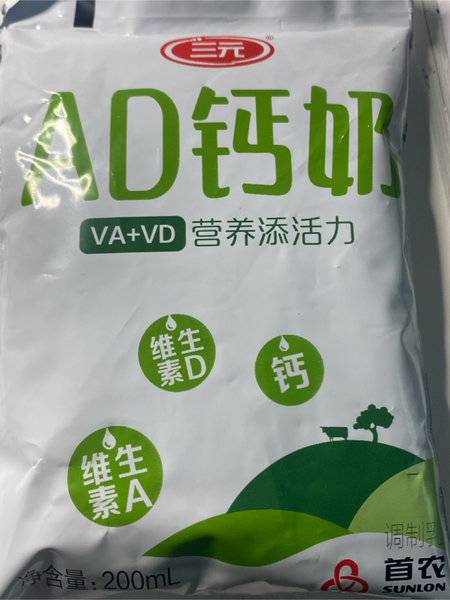 三元®
AD钙奶
VA+VD 营养添活力
维生
素D
钙
维生
素A
调制乳
净含量:200mL
首农
SUNLON